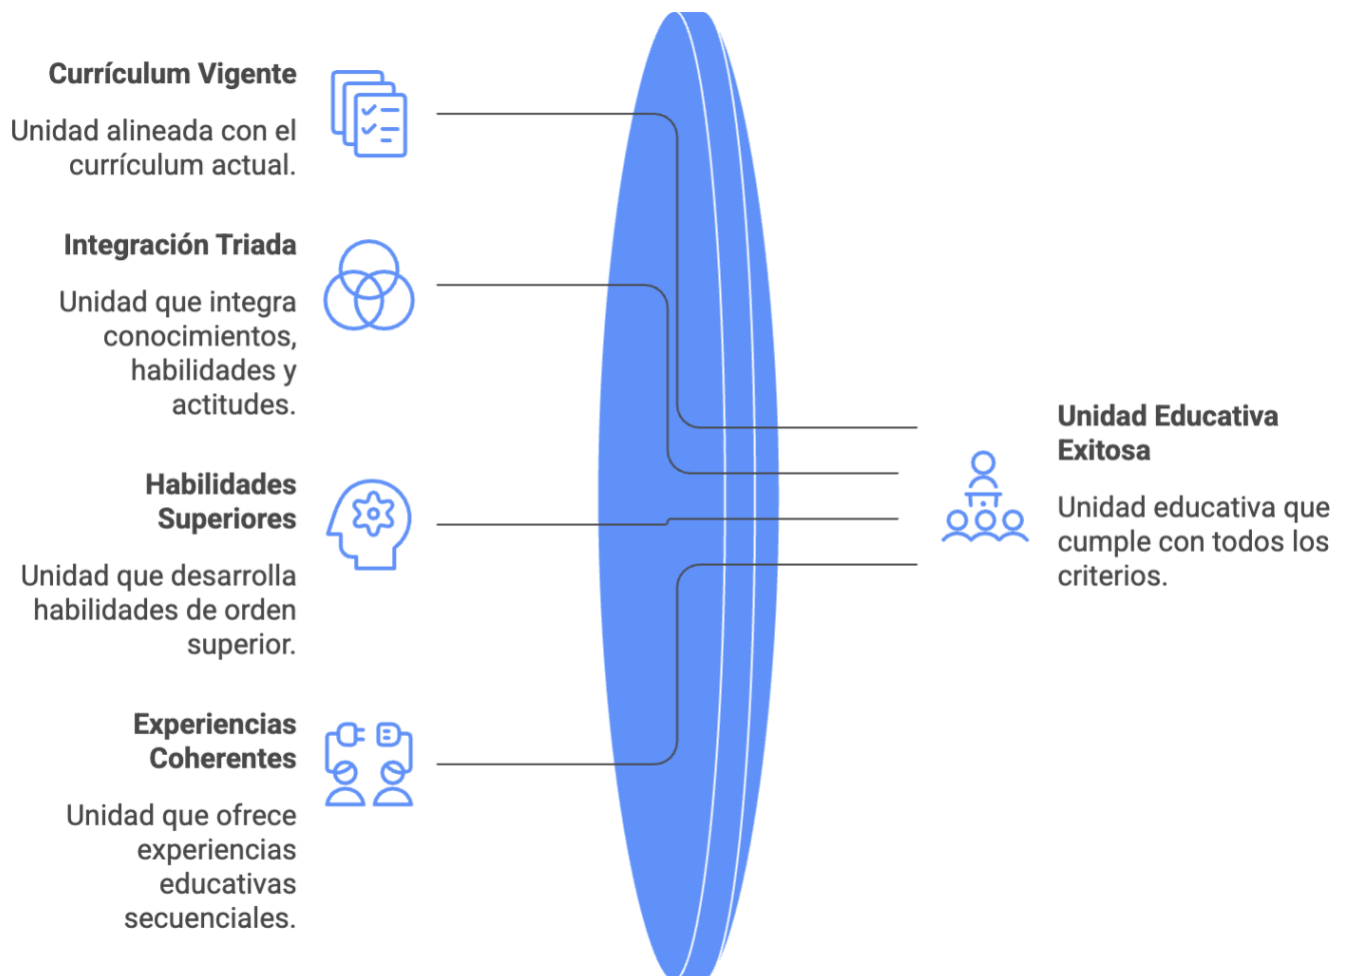 Currículum Vigente
Unidad alineada con el
currículum actual.
Integración Triada
Unidad que integra
conocimientos,
habilidades y
actitudes.
Habilidades
Superiores
Unidad que desarrolla
habilidades de orden
superior.
Experiencias
Coherentes
Unidad que ofrece
experiencias
educativas
secuenciales.
Unidad Educativa
Exitosa
Unidad educativa que
cumple con todos los
criterios.